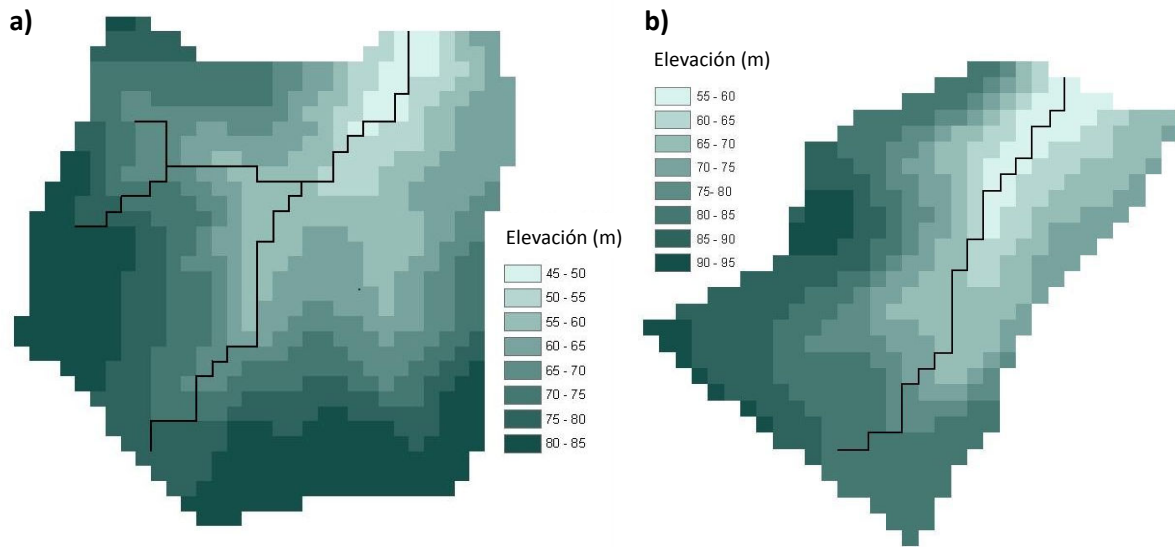 a)
Elevación (m)
45 - 50
50 - 55
55 - 60
60 - 65
65 - 70
70 - 75
75 - 80
80 - 85
b)
Elevación (m)
55 - 60
60 - 65
65 - 70
70 - 75
75- 80
80 - 85
85 - 90
90 - 95